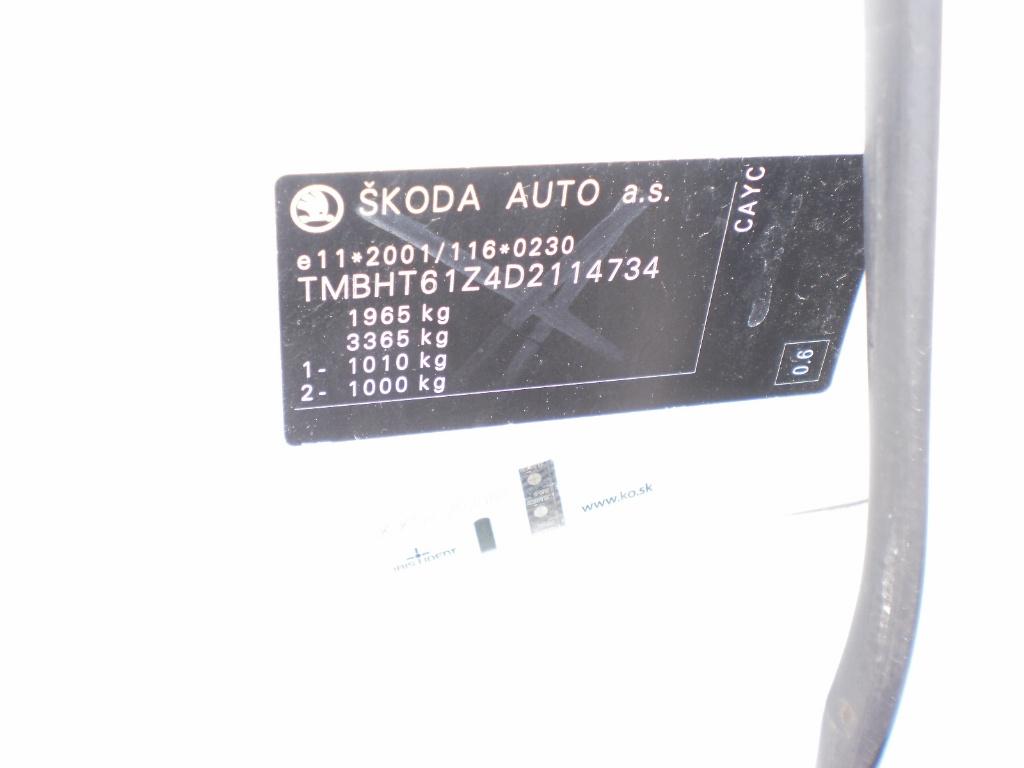 ŠKODA AUTO a.s.
e11*2001/116*0230
TMBHT61Z4D2114734
1965 kg
3365 kg
1- 1010 kg
2- 1000 kg
CAYC
0.6
www.ko.sk